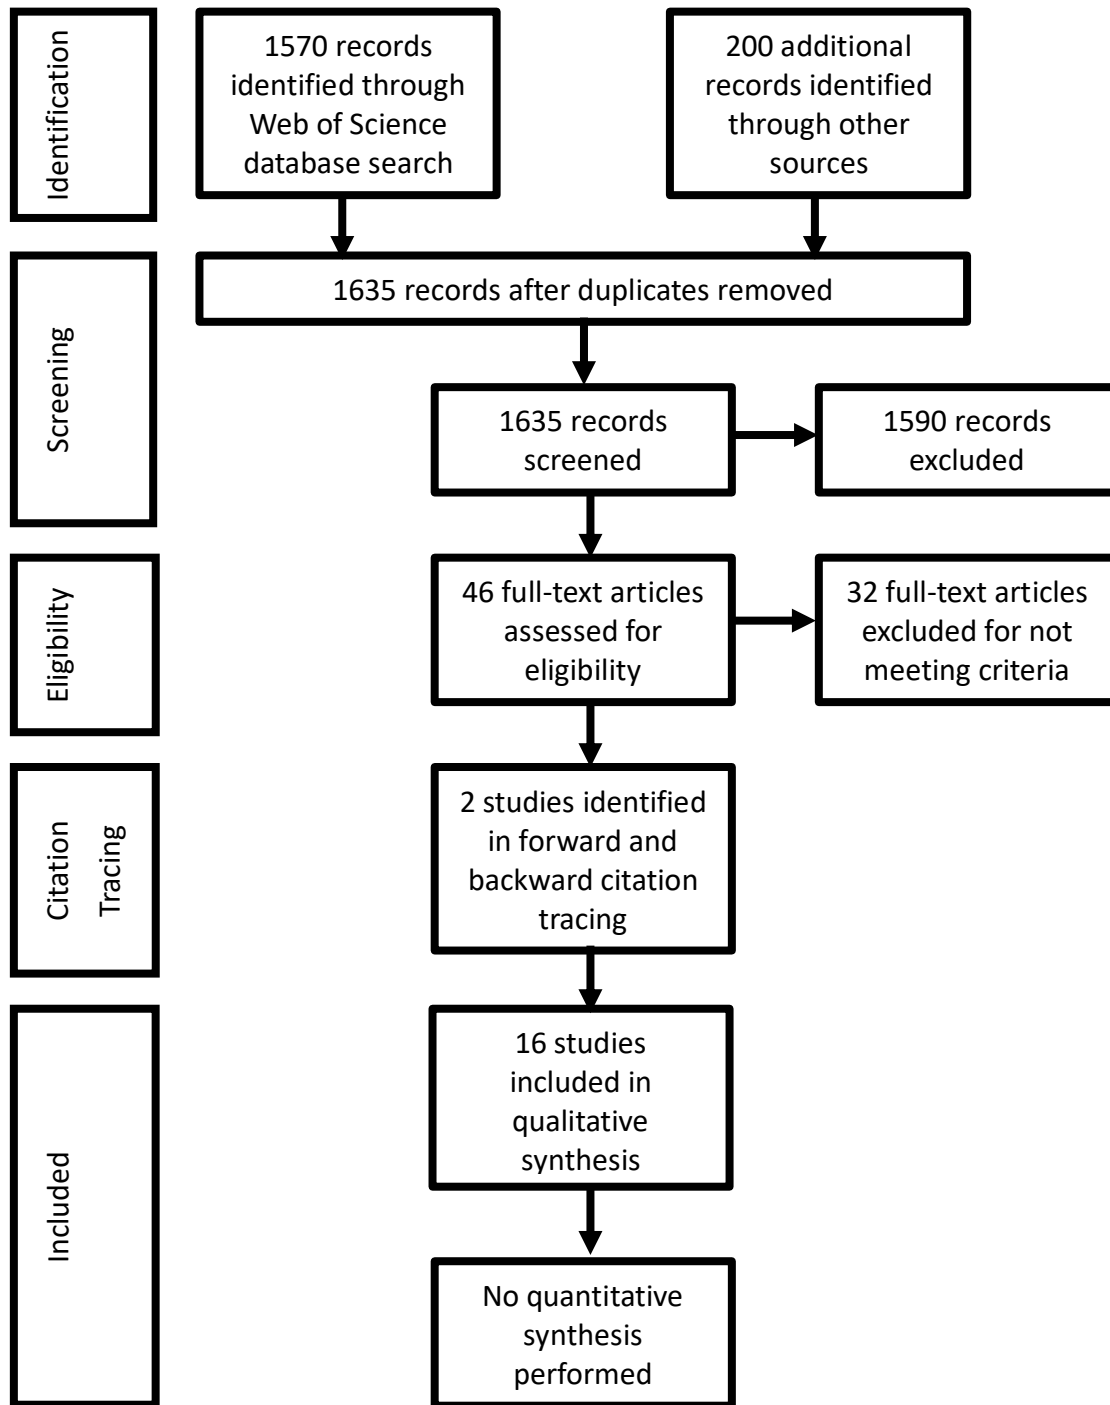 Identification
1570 records
identified through
Web of Science
database search
200 additional
records identified
through other
sources
Screening
1635 records after duplicates removed
1635 records
screened
1590 records
excluded
Eligibility
46 full-text articles
assessed for
eligibility
32 full-text articles
excluded for not
meeting criteria
Citation
Tracing
2 studies identified
in forward and
backward citation
tracing
Included
16 studies
included in
qualitative
synthesis
No quantitative
synthesis
performed